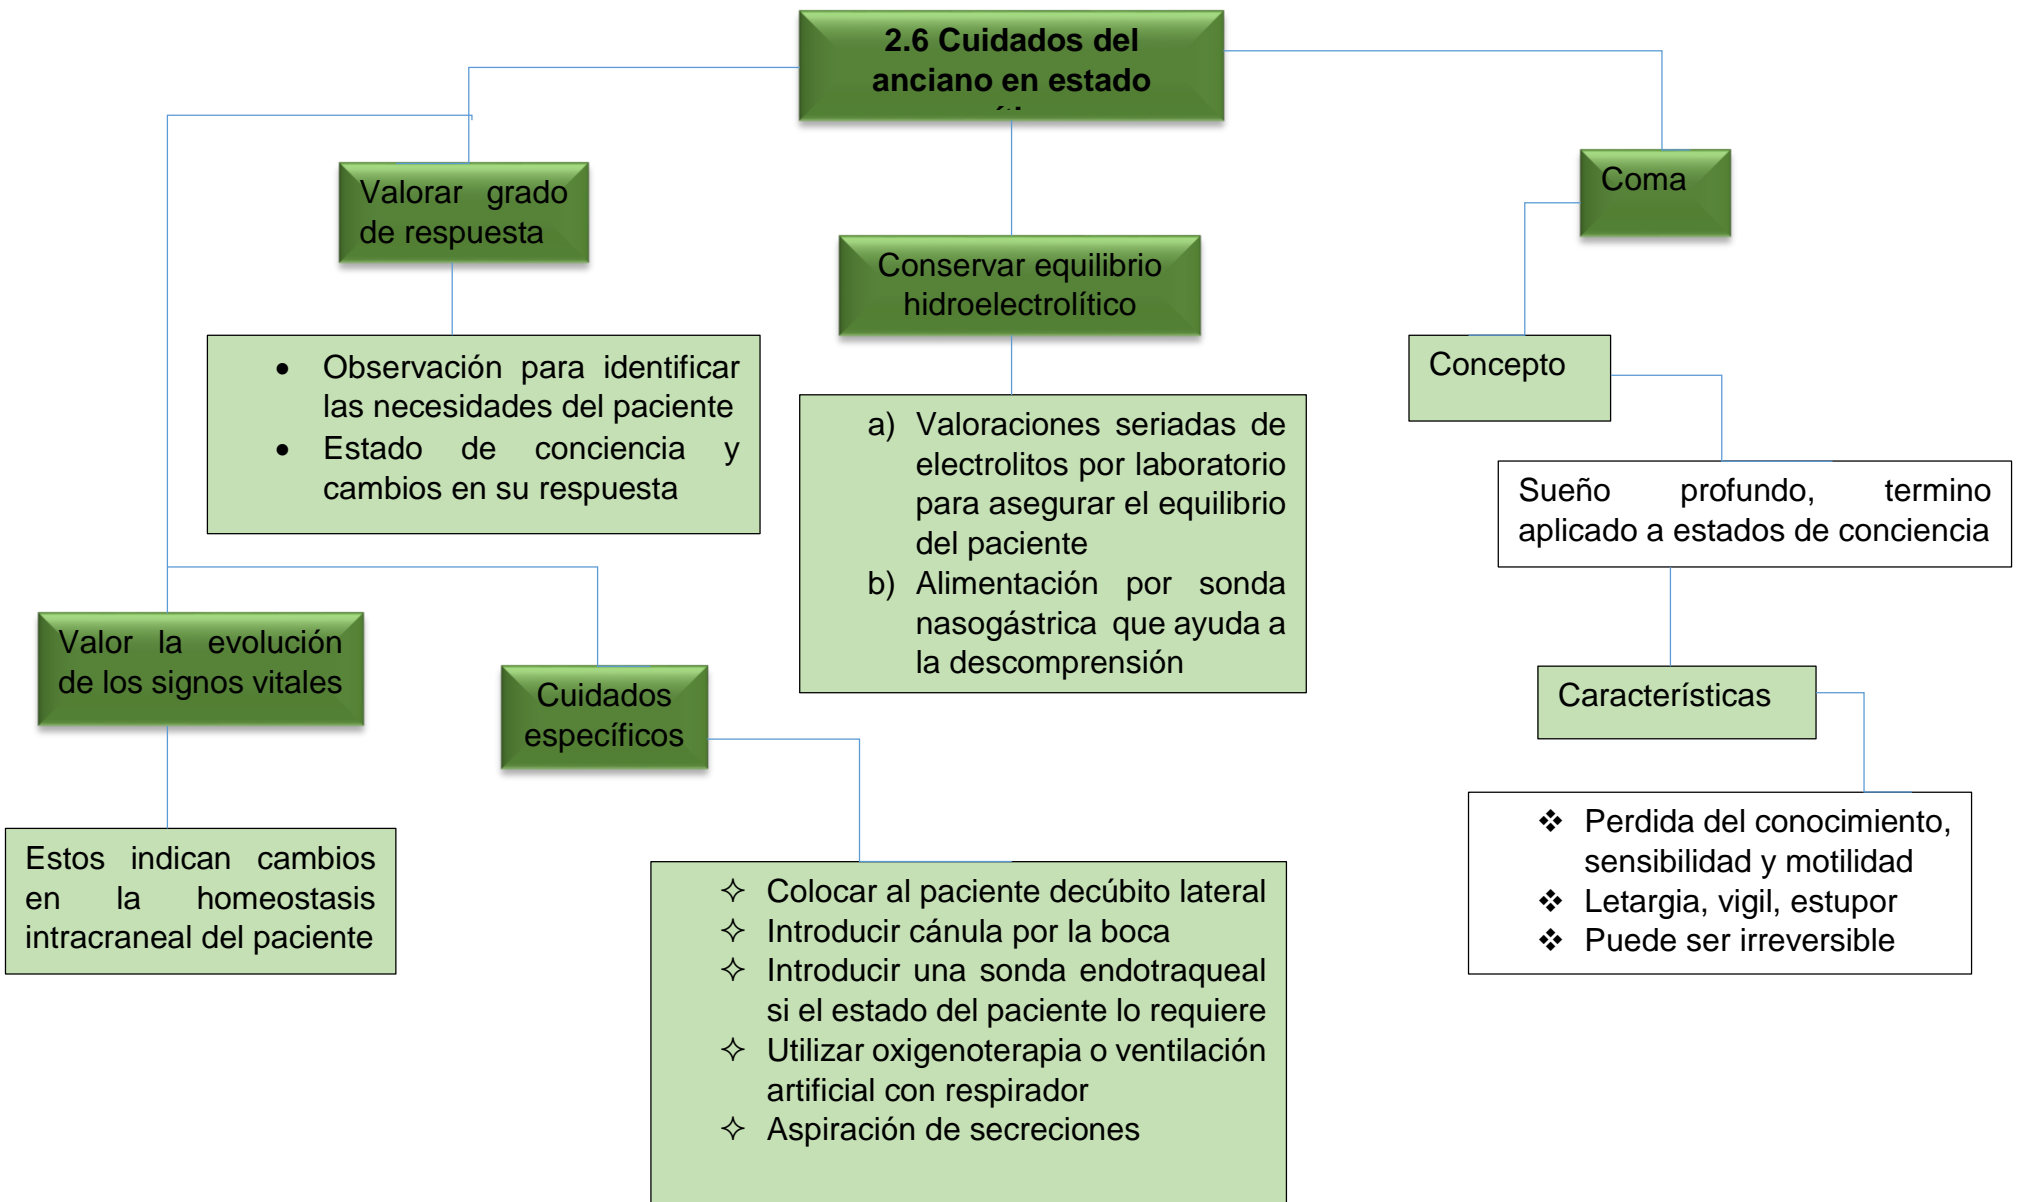 2.6 Cuidados del
anciano en estado
Valorar grado
de respuesta
• Observación para identificar
las necesidades del paciente
• Estado de conciencia y
cambios en su respuesta
Valor la evolución
de los signos vitales
Estos indican cambios
en la homeostasis
intracraneal del paciente
Cuidados
específicos
✧ Colocar al paciente decúbito lateral
✧ Introducir cánula por la boca
✧ Introducir una sonda endotraqueal
si el estado del paciente lo requiere
✧ Utilizar oxigenoterapia o ventilación
artificial con respirador
✧ Aspiración de secreciones
Conservar equilibrio
hidroelectrolítico
a) Valoraciones seriadas de
electrolitos por laboratorio
para asegurar el equilibrio
del paciente
b) Alimentación por sonda
nasogástrica que ayuda a
la descomprensión
Coma
Concepto
Sueño profundo, termino
aplicado a estados de conciencia
Características
❖ Perdida del conocimiento,
sensibilidad y motilidad
❖ Letargia, vigil, estupor
❖ Puede ser irreversible